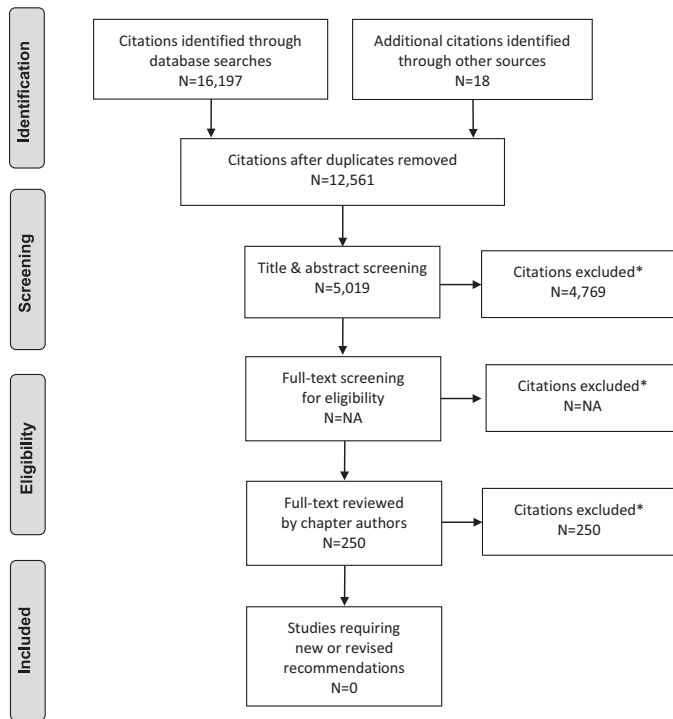 Identification
Citations identified through
database searches
N=16,197
Additional citations identified
through other sources
N=18
Citations after duplicates removed
N=12,561
Screening
Title & abstract screening
N=5,019
Citations excluded*
N=4,769
Eligibility
Full-text screening
for eligibility
N=NA
Citations excluded*
N=NA
Full-text reviewed
by chapter authors
N=250
Citations excluded*
N=250
Included
Studies requiring
new or revised
recommendations
N=0